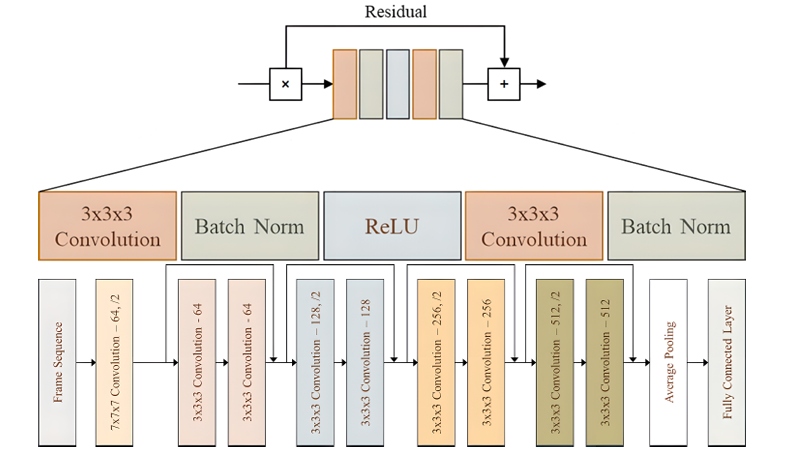 Residual
×
+
3x3x3
Convolution
Batch Norm
ReLU
3x3x3
Convolution
Batch Norm
Frame Sequence
7x7x7 Convolution – 64, /2
3x3x3 Convolution - 64
3x3x3 Convolution - 64
3x3x3 Convolution – 128, /2
3x3x3 Convolution – 128
3x3x3 Convolution – 256, /2
3x3x3 Convolution – 256
3x3x3 Convolution – 512, /2
3x3x3 Convolution – 512
Average Pooling
Fully Connected Layer